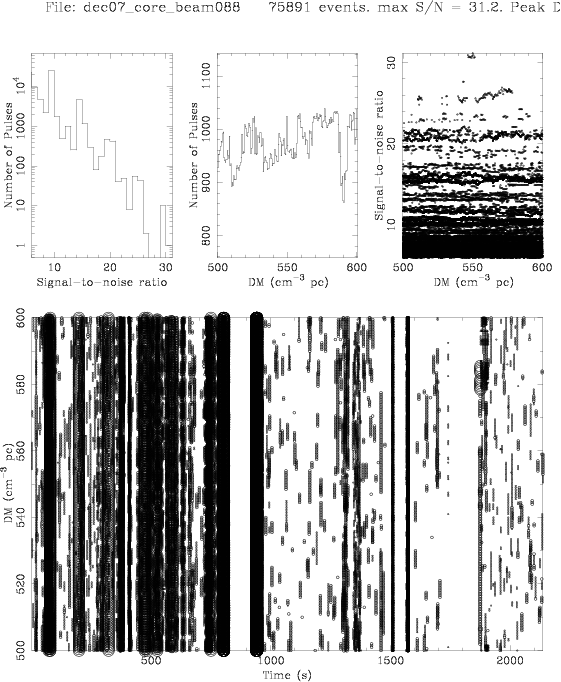 File: dec07_core_beam088 75891 events. max S/N = 31.2. Peak D
Number of Pulses
10⁴
1000
100
10
1
10 20 30
Signal−to−noise ratio
Number of Pulses
1100
1000
900
800
500 550 600
DM (cm⁻³ pc)
Signal−to−noise ratio
30
20
10
500 550 600
DM (cm⁻³ pc)
DM (cm⁻³ pc)
600
580
560
540
520
500
500 1000 1500 2000
Time (s)